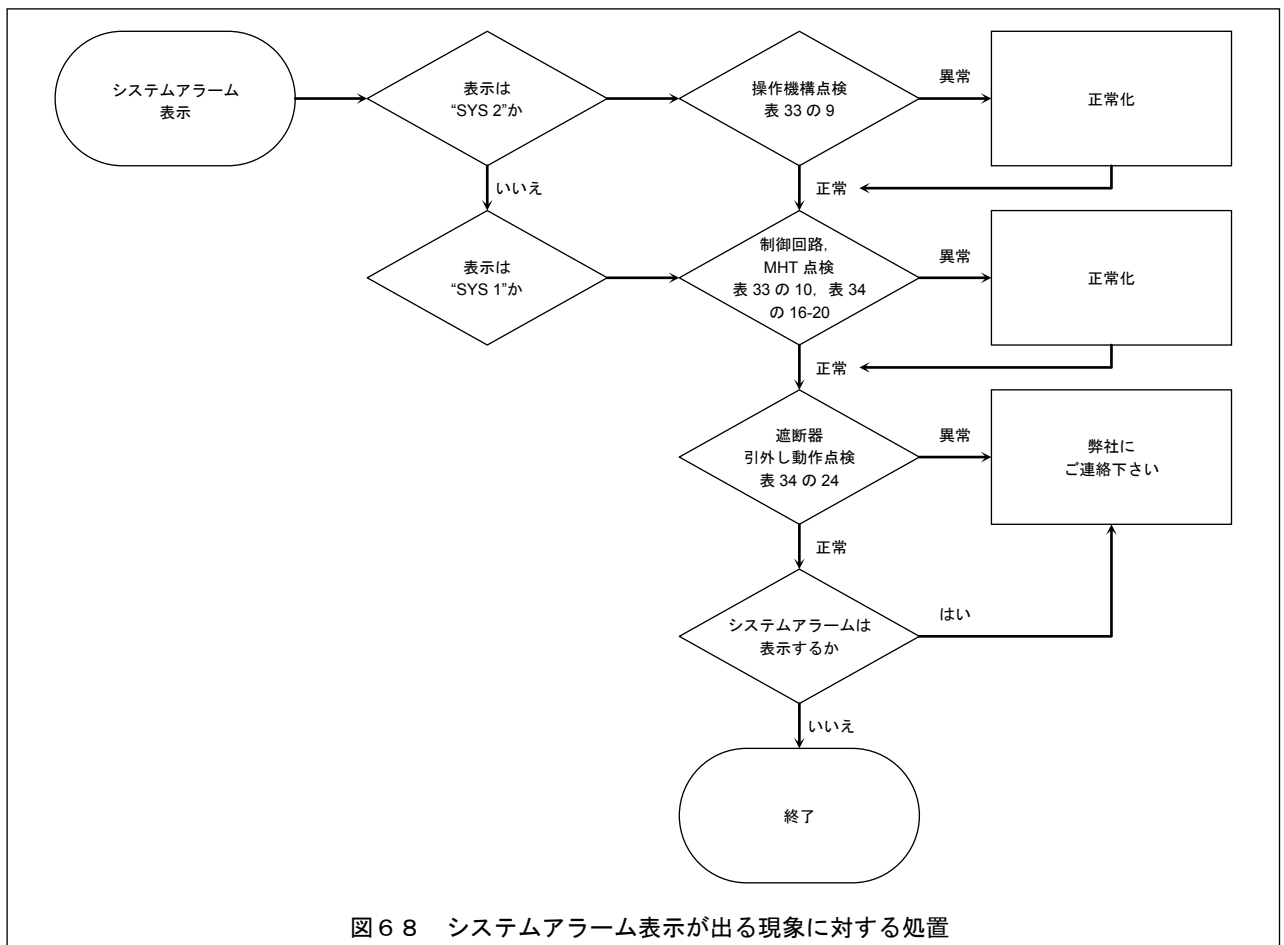 システムアラーム
表示
表示は
“SYS 2”か
操作機構点検
表 33 の 9
異常
正常化
いいえ
正常
表示は
“SYS 1”か
制御回路,
MHT 点検
表 33 の 10, 表 34
の 16-20
異常
正常化
正常
遮断器
引外し動作点検
表 34 の 24
異常
弊社に
ご連絡下さい
正常
システムアラームは
表示するか
はい
いいえ
終了
図68 システムアラーム表示が出る現象に対する処置